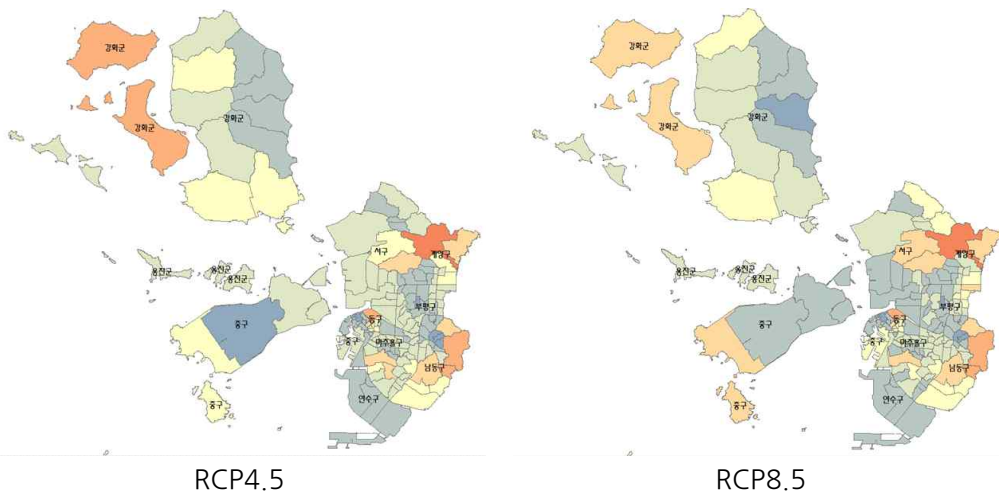 강화군
강화군
강화군
서구
계양구
옹진군
옹진군
옹진군
부평구
중구
동구
중구
미추홀구
남동구
연수구
중구
강화군
강화군
강화군
서구
계양구
옹진군
옹진군
옹진군
부평구
중구
동구
중구
미추홀구
남동구
연수구
중구
RCP4.5
RCP8.5